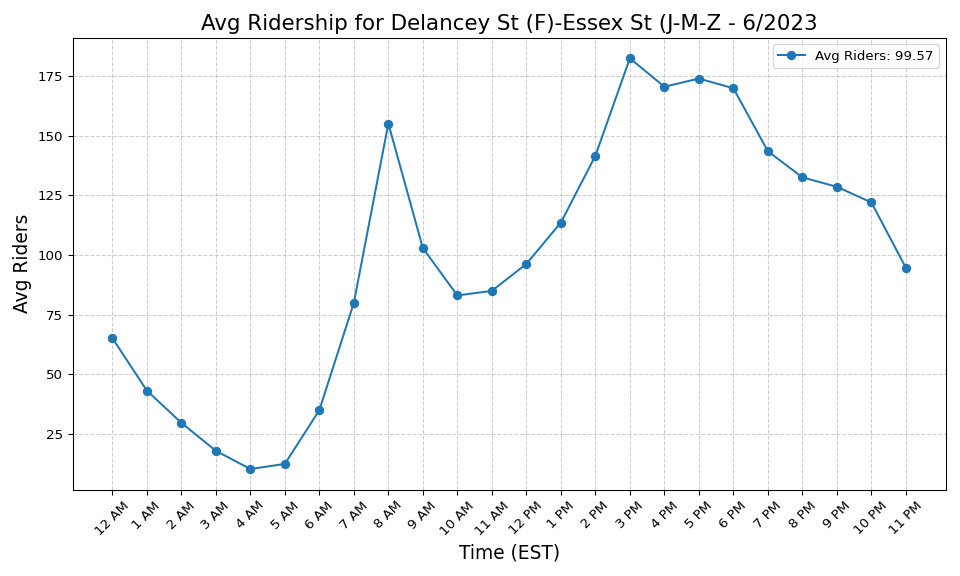 Avg Ridership for Delancey St (F)-Essex St (J-M-Z - 6/2023
Avg Riders: 99.57
Avg Riders
175
150
125
100
75
50
25
12 AM
1 AM
2 AM
3 AM
4 AM
5 AM
6 AM
7 AM
8 AM
9 AM
10 AM
11 AM
12 PM
1 PM
2 PM
3 PM
4 PM
5 PM
6 PM
7 PM
8 PM
9 PM
10 PM
11 PM
Time (EST)